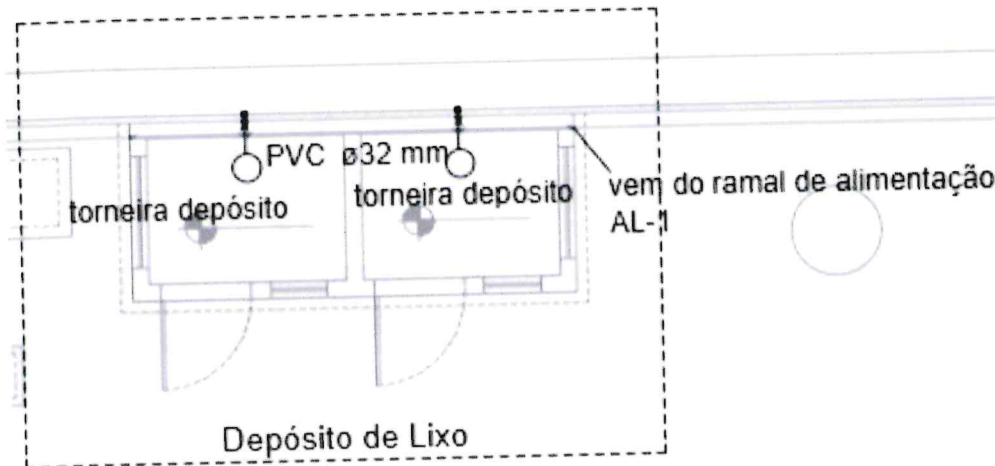 PVC ø32 mm
torneira depósito
torneira depósito
vem do ramal de alimentação
AL-1
Depósito de Lixo